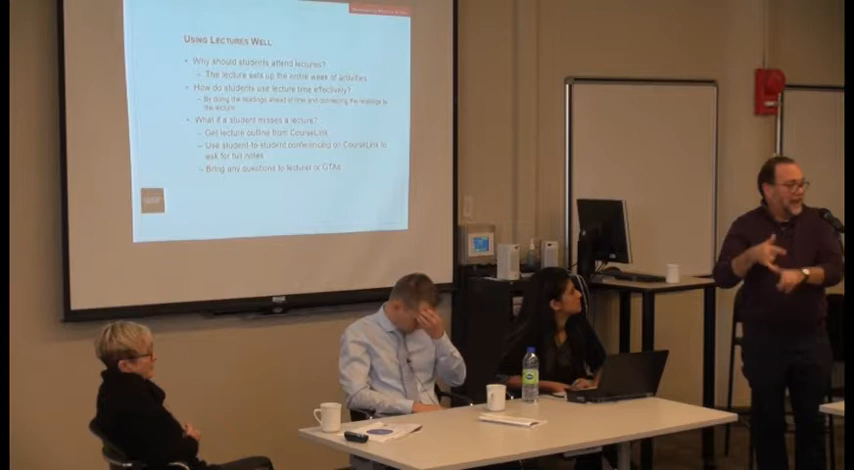 USING LECTURES WELL
• Why should students attend lectures?
– The lecture sets up the entire week of activities
• How do students use lecture time effectively?
– By doing the readings ahead of time and connecting the readings to
the lecture
• What if a student misses a lecture?
– Get lecture outline from CourseLink
– Use student-to-student conferencing on CourseLink to
ask for full notes
– Bring any questions to lecturer or GTAs